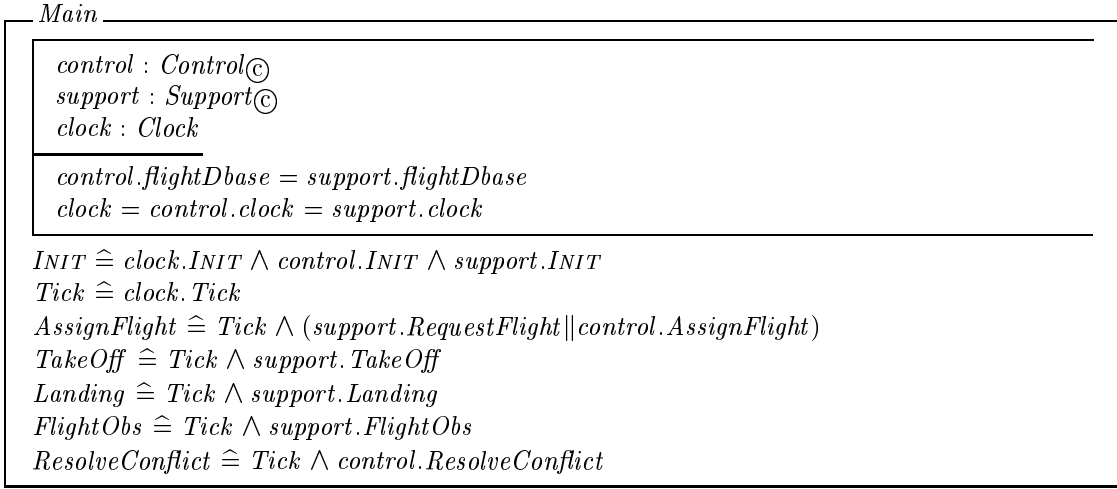 Main
control : Controlⓒ
support : Supportⓒ
clock : Clock
control.flightDbase = support.flightDbase
clock = control.clock = support.clock
INIT ≙ clock.INIT ∧ control.INIT ∧ support.INIT
Tick ≙ clock.Tick
AssignFlight ≙ Tick ∧ (support.RequestFlight||control.AssignFlight)
TakeOff ≙ Tick ∧ support.TakeOff
Landing ≙ Tick ∧ support.Landing
FlightObs ≙ Tick ∧ support.FlightObs
ResolveConflict ≙ Tick ∧ control.ResolveConflict